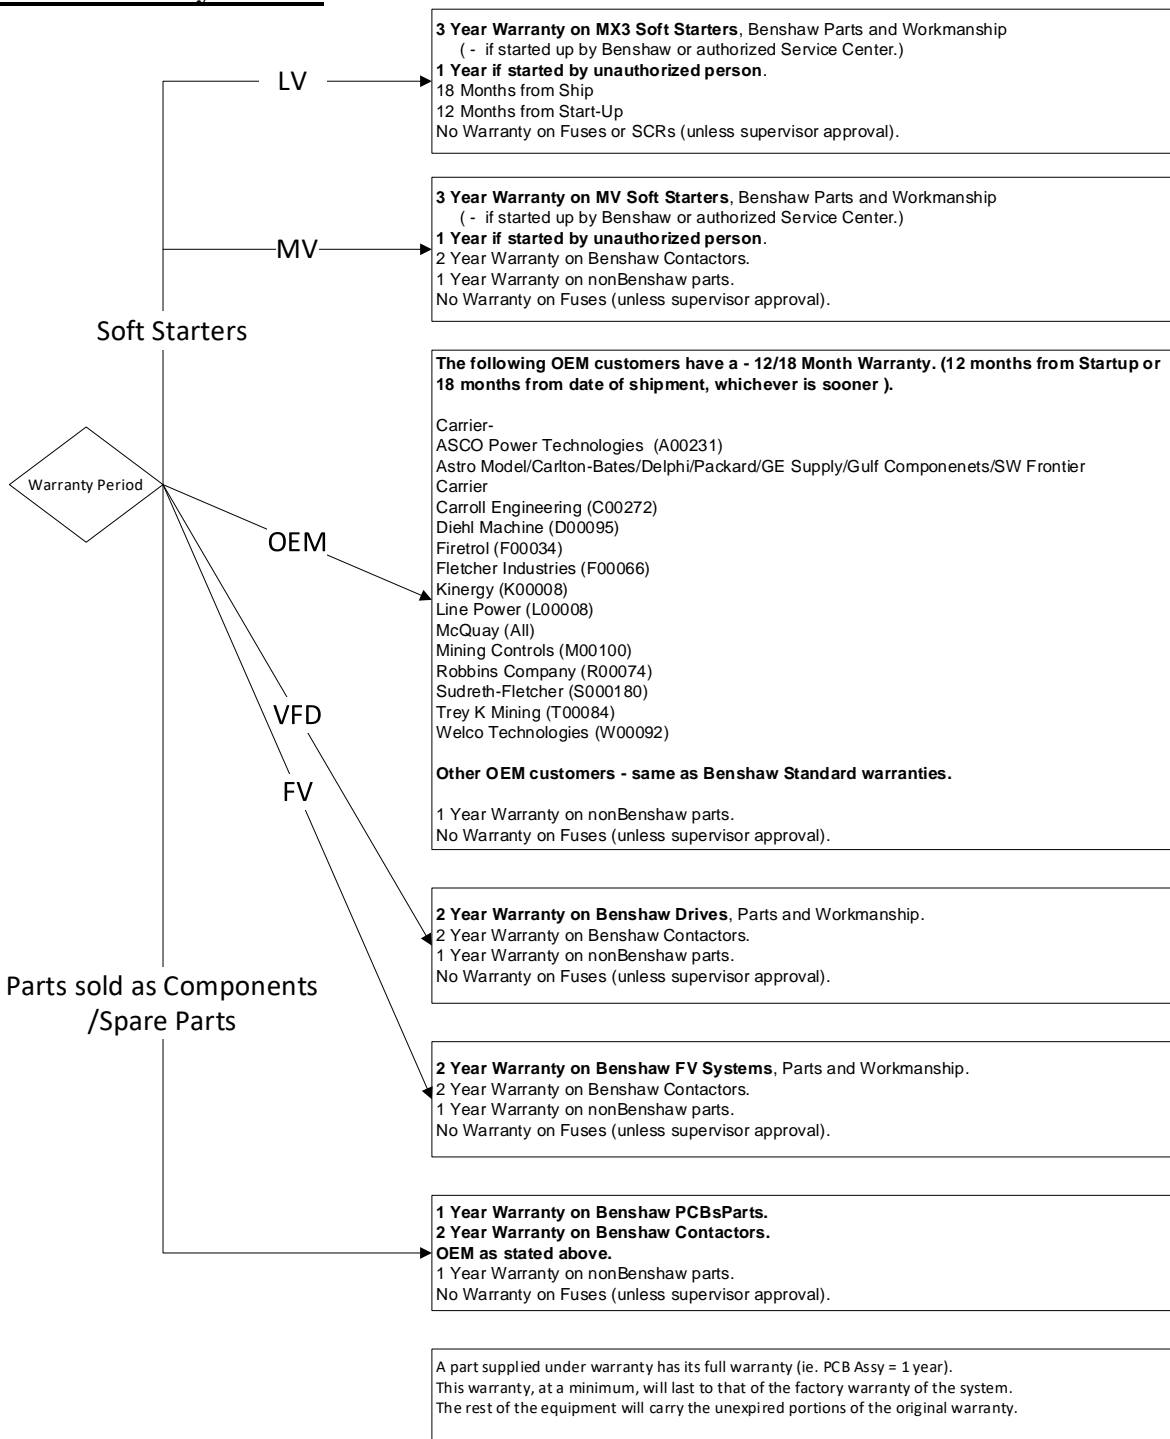 3 Year Warranty on MX3 Soft Starters, Benshaw Parts and Workmanship
( - if started up by Benshaw or authorized Service Center.)
1 Year if started by unauthorized person.
18 Months from Ship
12 Months from Start-Up
No Warranty on Fuses or SCRs (unless supervisor approval).
LV
3 Year Warranty on MV Soft Starters, Benshaw Parts and Workmanship
( - if started up by Benshaw or authorized Service Center.)
1 Year if started by unauthorized person.
2 Year Warranty on Benshaw Contactors.
1 Year Warranty on nonBenshaw parts.
No Warranty on Fuses (unless supervisor approval).
MV
Soft Starters
The following OEM customers have a - 12/18 Month Warranty. (12 months from Startup or
18 months from date of shipment, whichever is sooner ).
Carrier-
ASCO Power Technologies (A00231)
Astro Model/Carlton-Bates/Delphi/Packard/GE Supply/Gulf Componenets/SW Frontier
Carrier
Carroll Engineering (C00272)
Diehl Machine (D00095)
Firetrol (F00034)
Fletcher Industries (F00066)
Kinergy (K00008)
Line Power (L00008)
McQuay (All)
Mining Controls (M00100)
Robbins Company (R00074)
Sudreth-Fletcher (S000180)
Trey K Mining (T00084)
Welco Technologies (W00092)
Other OEM customers - same as Benshaw Standard warranties.
1 Year Warranty on nonBenshaw parts.
No Warranty on Fuses (unless supervisor approval).
Warranty Period
OEM
VFD
FV
2 Year Warranty on Benshaw Drives, Parts and Workmanship.
2 Year Warranty on Benshaw Contactors.
1 Year Warranty on nonBenshaw parts.
No Warranty on Fuses (unless supervisor approval).
Parts sold as Components
/Spare Parts
2 Year Warranty on Benshaw FV Systems, Parts and Workmanship.
2 Year Warranty on Benshaw Contactors.
1 Year Warranty on nonBenshaw parts.
No Warranty on Fuses (unless supervisor approval).
1 Year Warranty on Benshaw PCBsParts.
2 Year Warranty on Benshaw Contactors.
OEM as stated above.
1 Year Warranty on nonBenshaw parts.
No Warranty on Fuses (unless supervisor approval).
A part supplied under warranty has its full warranty (ie. PCB Assy = 1 year).
This warranty, at a minimum, will last to that of the factory warranty of the system.
The rest of the equipment will carry the unexpired portions of the original warranty.